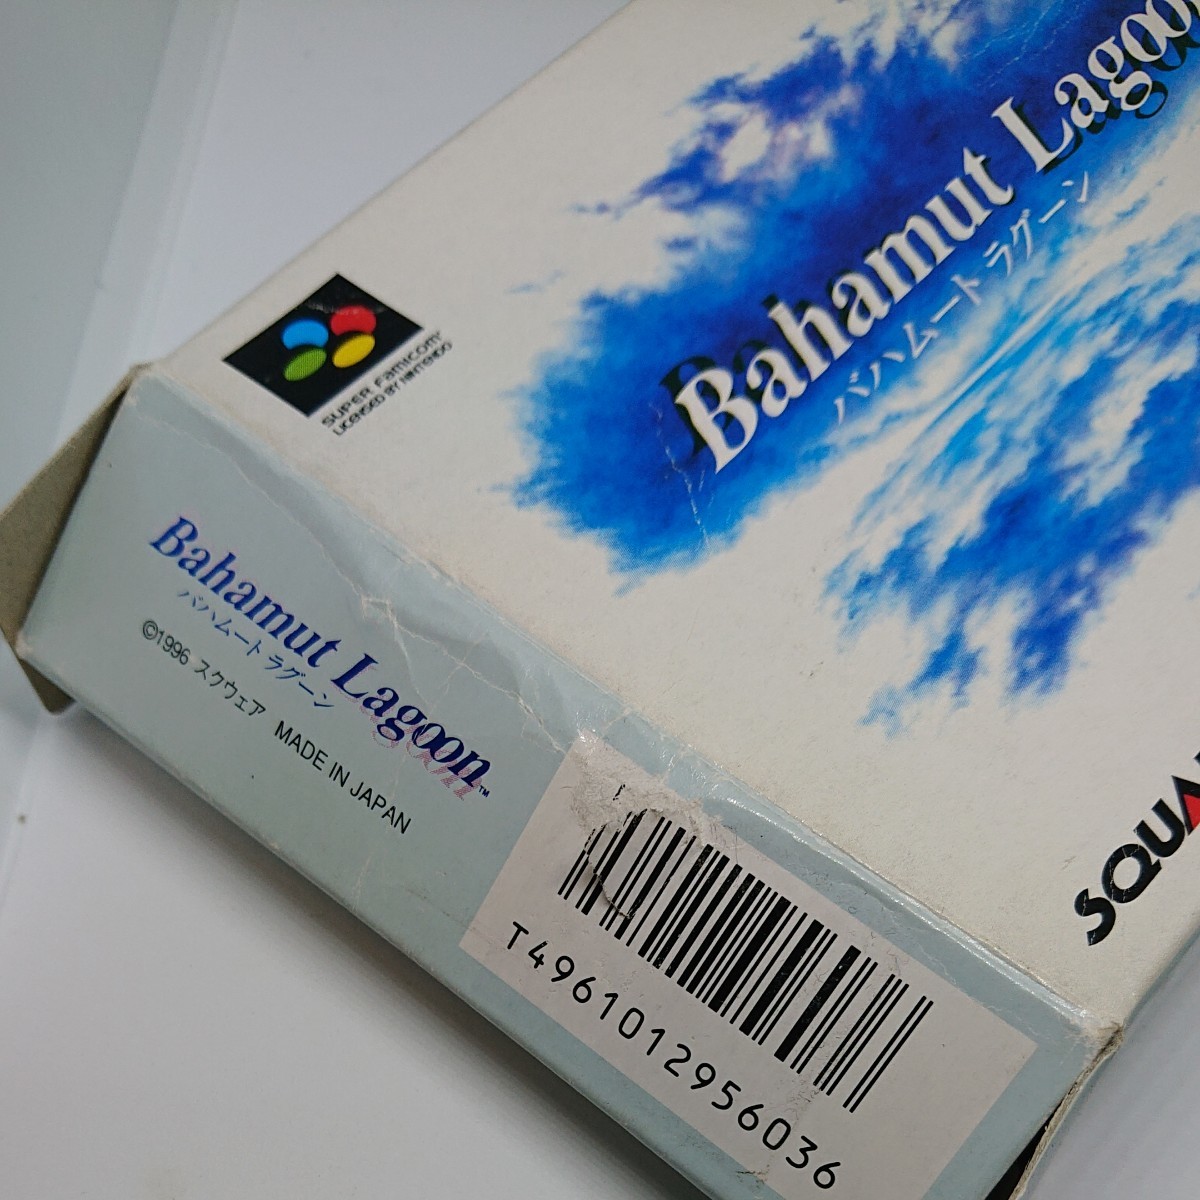 Bahamut Lagoon
バハムート ラグーン
SUPER Famicom
LICENSED BY NINTENDO
Bahamut Lagoon™
バハムート ラグーン
©1996 スクウェア MADE IN JAPAN
T4961012956036